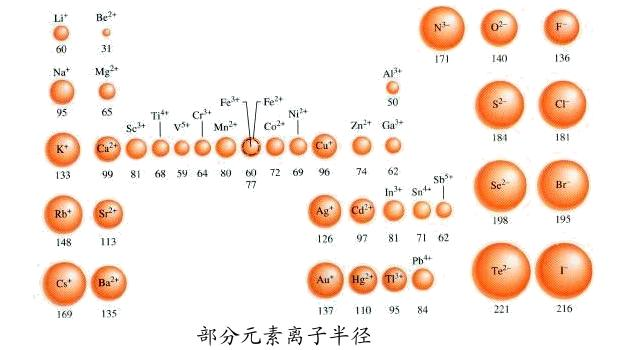 Li⁺ Be²⁺ N³⁻ O²⁻ F⁻
60 31 171 140 136
Na⁺ Mg²⁺ Al³⁺ S²⁻ Cl⁻
95 65 50 184 181
Fe³⁺ Fe²⁺
Ti⁴⁺ Cr³⁺ Ni²⁺
Sc³⁺ V⁵⁺ Mn²⁺ Co²⁺ Zn²⁺ Ga³⁺
K⁺ Ca²⁺ Cu⁺
133 99 81 68 59 64 80 60 72 69 96 74 62
77
In³⁺ Sn⁴⁺ Sb⁵⁺
Rb⁺ Sr²⁺ Ag⁺ Cd²⁺ Se²⁻ Br⁻
148 113 126 97 81 71 62 198 195
Pb⁴⁺
Cs⁺ Ba²⁺ Au⁺ Hg²⁺ Tl³⁺ Te²⁻ I⁻
169 135 137 110 95 84 221 216
部分元素离子半径